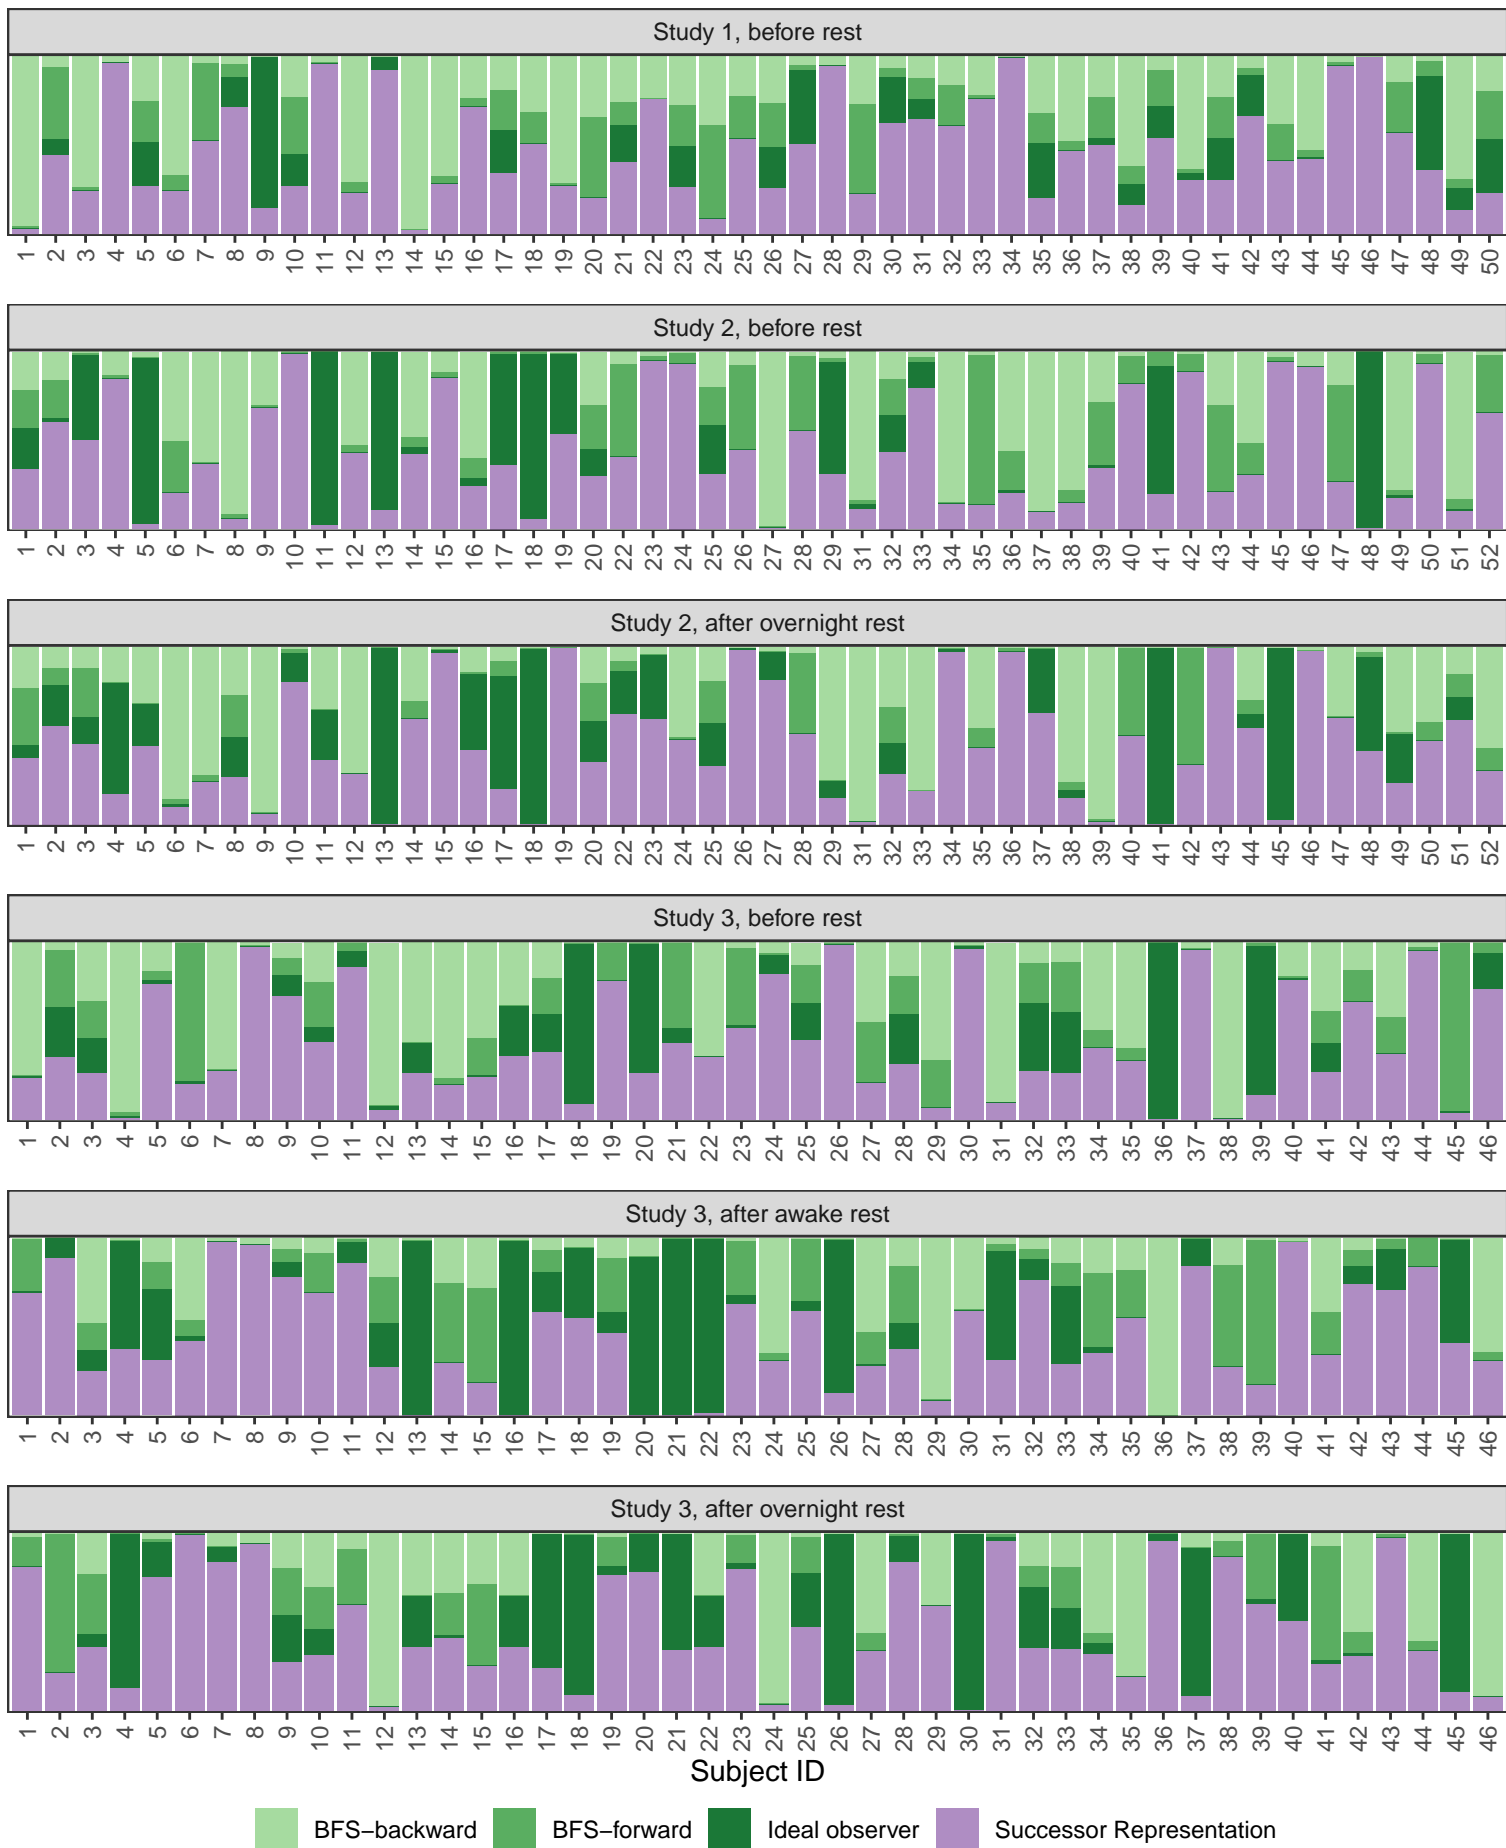 Study 1, before rest
1 2 3 4 5 6 7 8 9 10 11 12 13 14 15 16 17 18 19 20 21 22 23 24 25 26 27 28 29 30 31 32 33 34 35 36 37 38 39 40 41 42 43 44 45 46 47 48 49 50
Study 2, before rest
1 2 3 4 5 6 7 8 9 10 11 12 13 14 15 16 17 18 19 20 22 23 24 25 26 27 28 29 31 32 33 34 35 36 37 38 39 40 41 42 43 44 45 46 47 48 49 50 51 52
Study 2, after overnight rest
1 2 3 4 5 6 7 8 9 10 11 12 13 14 15 16 17 18 19 20 22 23 24 25 26 27 28 29 31 32 33 34 35 36 37 38 39 40 41 42 43 44 45 46 47 48 49 50 51 52
Study 3, before rest
1 2 3 4 5 6 7 8 9 10 11 12 13 14 15 16 17 18 19 20 21 22 23 24 25 26 27 28 29 30 31 32 33 34 35 36 37 38 39 40 41 42 43 44 45 46
Study 3, after awake rest
1 2 3 4 5 6 7 8 9 10 11 12 13 14 15 16 17 18 19 20 21 22 23 24 25 26 27 28 29 30 31 32 33 34 35 36 37 38 39 40 41 42 43 44 45 46
Study 3, after overnight rest
1 2 3 4 5 6 7 8 9 10 11 12 13 14 15 16 17 18 19 20 21 22 23 24 25 26 27 28 29 30 31 32 33 34 35 36 37 38 39 40 41 42 43 44 45 46
Subject ID
BFS−backward BFS−forward Ideal observer Successor Representation